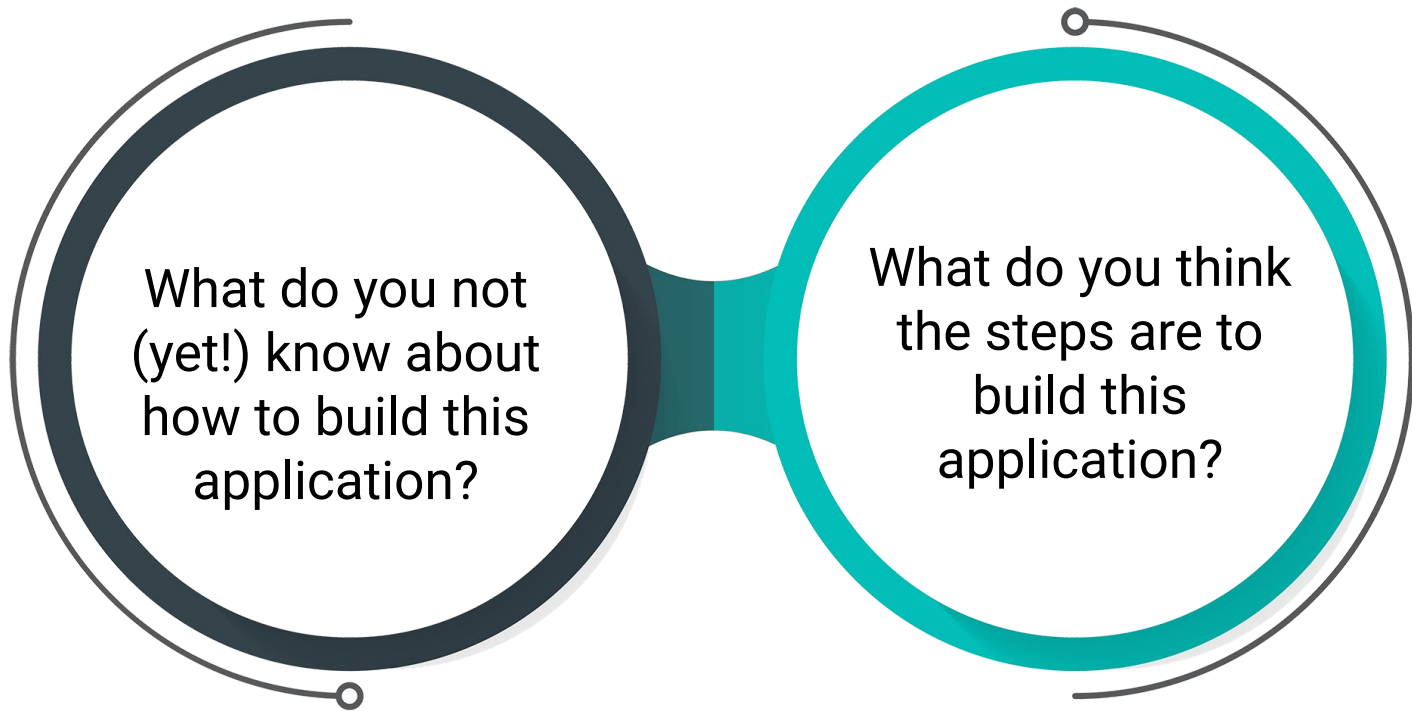 What do you not
(yet!) know about
how to build this
application?
What do you think
the steps are to
build this
application?